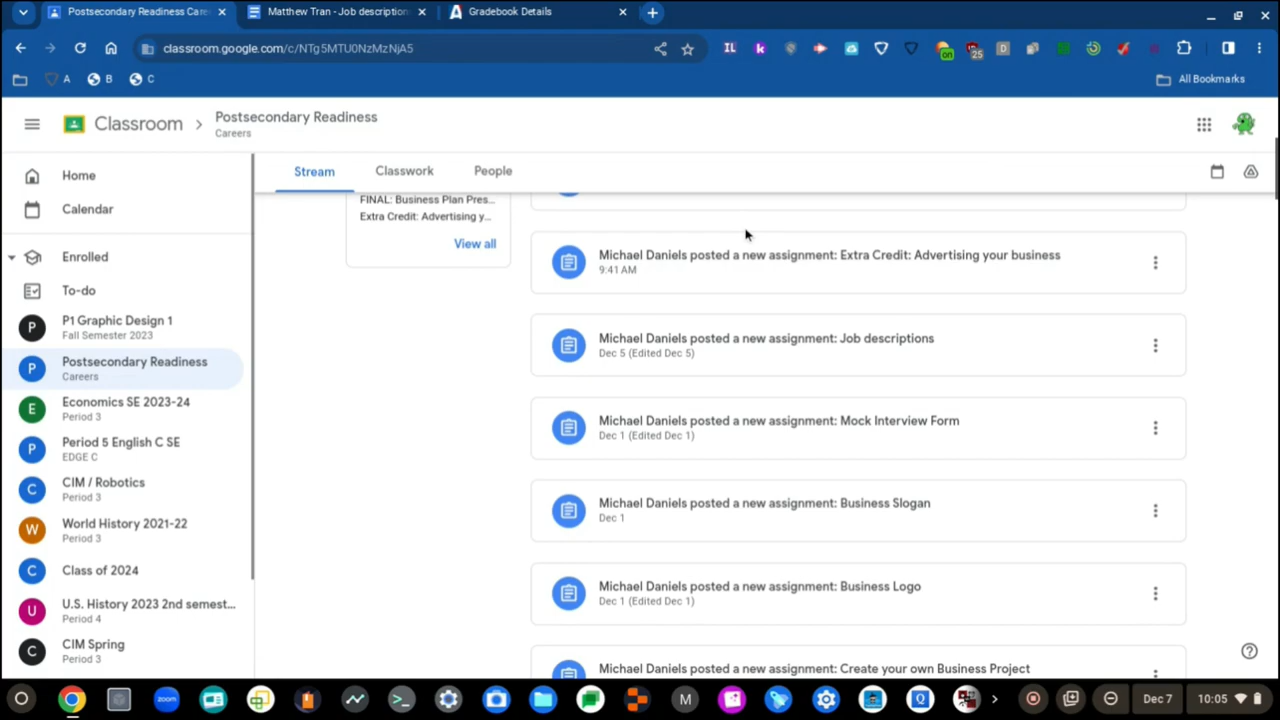 Postsecondary Readiness Care
Matthew Tran - Job description
Gradebook Details
classroom.google.com/c/NTg5MTU0NzMzNjA5
IL
k
on
25
D
A
B
C
All Bookmarks
Classroom
Postsecondary Readiness
Careers
Home
Calendar
Enrolled
To-do
P
P1 Graphic Design 1
Fall Semester 2023
P
Postsecondary Readiness
Careers
E
Economics SE 2023-24
Period 3
P
Period 5 English C SE
EDGE C
C
CIM / Robotics
Period 3
W
World History 2021-22
Period 3
C
Class of 2024
U
U.S. History 2023 2nd semest...
Period 4
C
CIM Spring
Period 3
Stream
Classwork
People
FINAL: Business Plan Pres...
Extra Credit: Advertising y...
View all
Michael Daniels posted a new assignment: Extra Credit: Advertising your business
9:41 AM
Michael Daniels posted a new assignment: Job descriptions
Dec 5 (Edited Dec 5)
Michael Daniels posted a new assignment: Mock Interview Form
Dec 1 (Edited Dec 1)
Michael Daniels posted a new assignment: Business Slogan
Dec 1
Michael Daniels posted a new assignment: Business Logo
Dec 1 (Edited Dec 1)
Michael Daniels posted a new assignment: Create your own Business Project
zoom
M
Q
Dec 7
10:05